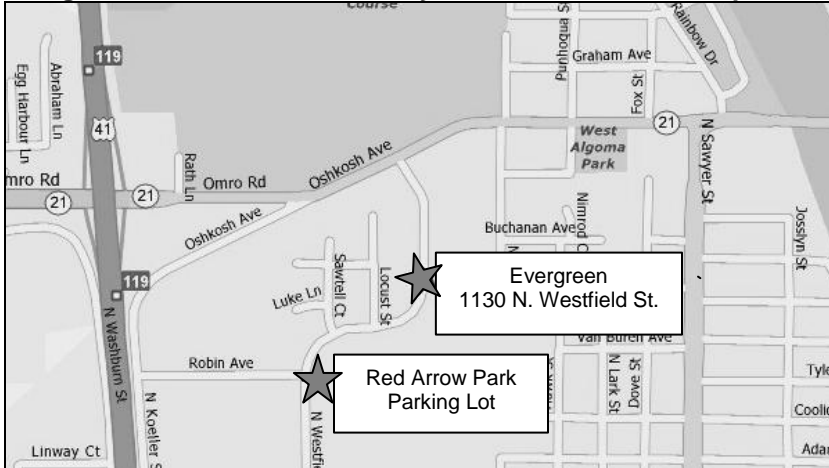 Course
119
Punhoqua St
Rainbow Dr
Graham Ave
Egg Harbour Ln
Abraham Ln
Fox St
41
21
West
Algoma
Park
N Sawyer St
Rath Ln
Oshkosh Ave
mro Rd
Omro Rd
21
21
Oshkosh Ave
Nimrod C
Josslyn St
Buchanan Ave
Sawtell Ct
Locust St
N
Evergreen
1130 N. Westfield St.
119
Luke Ln
N Washburn St
Van Buren Ave
Robin Ave
Red Arrow Park
Parking Lot
N Lark St
Dove St
Tyle
N Koeller S
N Westfi
Coolid
Linway Ct
Adar